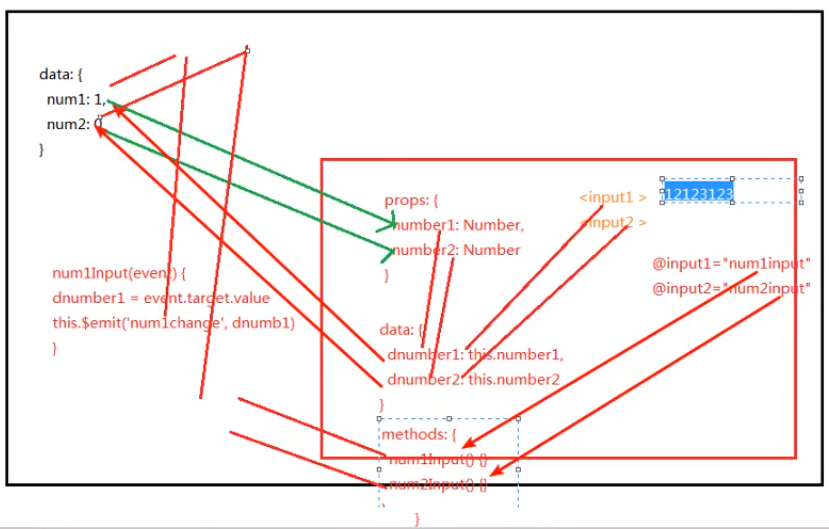 data: {
num1: 1,
num2: 0
}
props: {
number1: Number,
number2: Number
}
<input1 >
<input2 >
12123123
@input1="num1input"
@input2="num2input"
num1Input(event) {
dnumber1 = event.target.value
this.$emit('num1change', dnumb1)
}
data: {
dnumber1: this.number1,
dnumber2: this.number2
}
methods: {
num1Input() {}
num2Input() {}
}